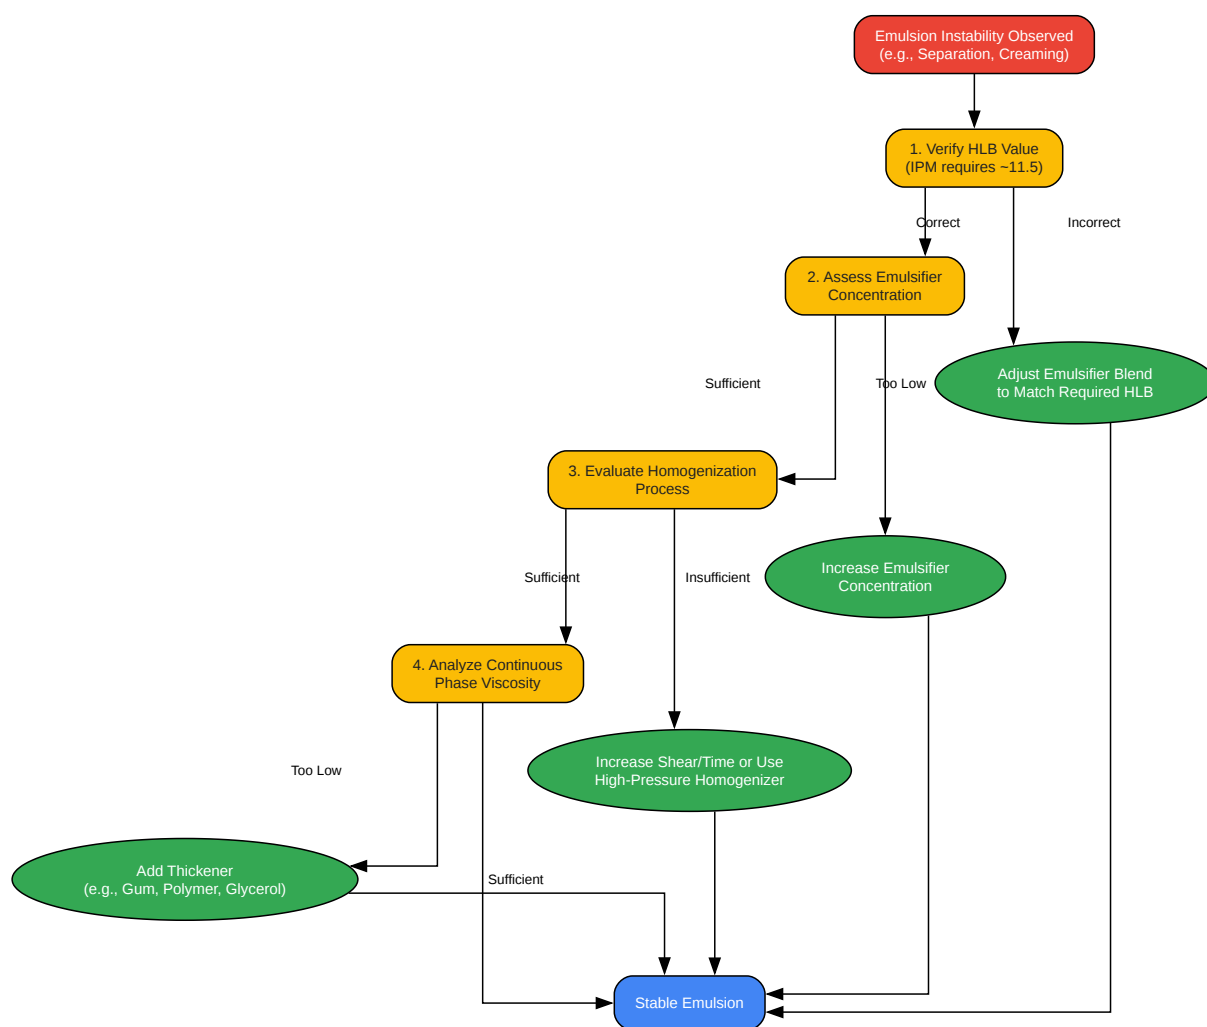 Emulsion Instability Observed
(e.g., Separation, Creaming)
1. Verify HLB Value
(IPM requires ~11.5)
Correct
Incorrect
2. Assess Emulsifier
Concentration
Sufficient
Too Low
Adjust Emulsifier Blend
to Match Required HLB
3. Evaluate Homogenization
Process
Sufficient
Insufficient
Increase Emulsifier
Concentration
4. Analyze Continuous
Phase Viscosity
Too Low
Increase Shear/Time or Use
High-Pressure Homogenizer
Add Thickener
(e.g., Gum, Polymer, Glycerol)
Sufficient
Stable Emulsion